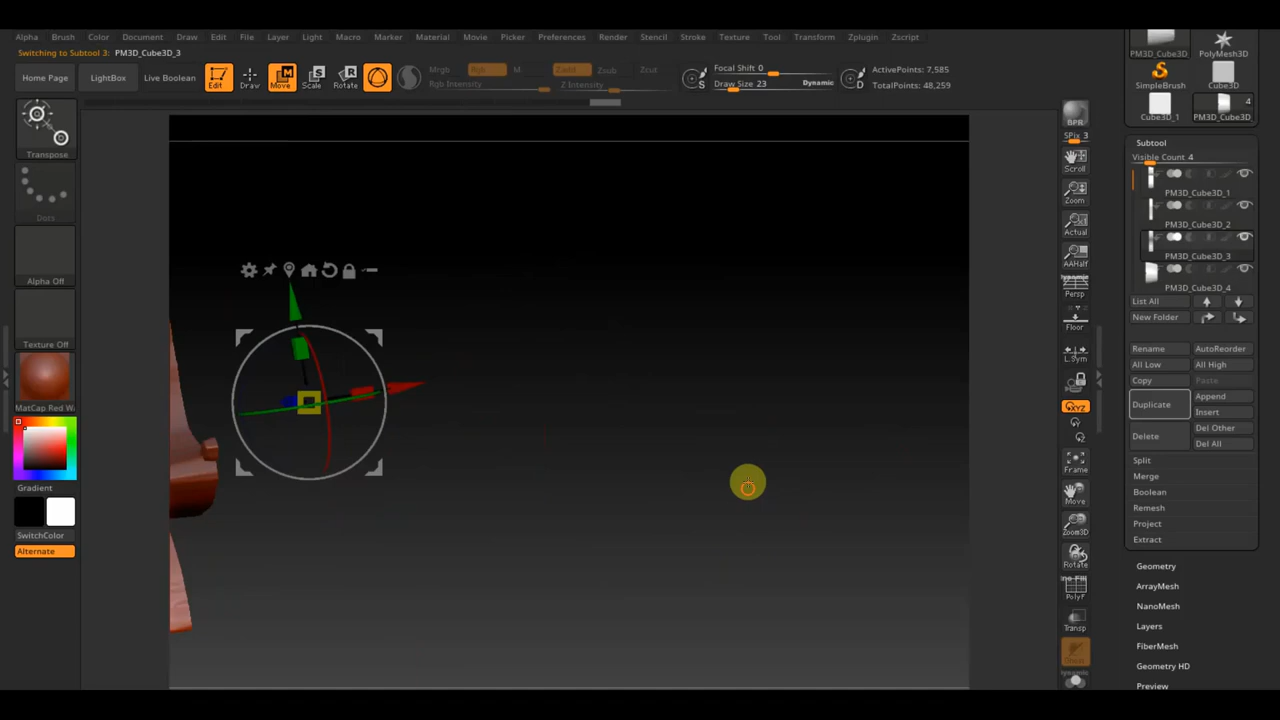 Alpha Brush Color Document Draw Edit File Layer Light Macro Marker Material Movie Picker Preferences Render Stencil Stroke Texture Tool Transform Zplugin Zscript
Switching to Subtool 3: PM3D_Cube3D_3
Home Page
LightBox
Live Boolean
Edit
Draw
Move
Scale
Rotate
Mrgb
Rgb
M
Zadd
Zsub
Zcut
Rgb Intensity
Z Intensity
Focal Shift 0
Draw Size 23
Dynamic
ActivePoints: 7,585
TotalPoints: 48,259
S
D
Transpose
Dots
Alpha Off
Texture Off
MatCap Red W
Gradient
SwitchColor
Alternate
BPR
SPix 3
Scroll
Zoom
Actual
AAHalf
Dynamic
Persp
Floor
L.Sym
XYZ
Frame
Move
Zoom3D
Rotate
PolyF
Transp
PM3D_Cube3D
PolyMesh3D
SimpleBrush
Cube3D
Cube3D_1
4
PM3D_Cube3D
Subtool
Visible Count 4
PM3D_Cube3D_1
PM3D_Cube3D_2
PM3D_Cube3D_3
PM3D_Cube3D_4
List All
New Folder
Rename
AutoReorder
All Low
All High
Copy
Paste
Duplicate
Append
Insert
Delete
Del Other
Del All
Split
Merge
Boolean
Remesh
Project
Extract
Geometry
ArrayMesh
NanoMesh
Layers
FiberMesh
Geometry HD
Preview